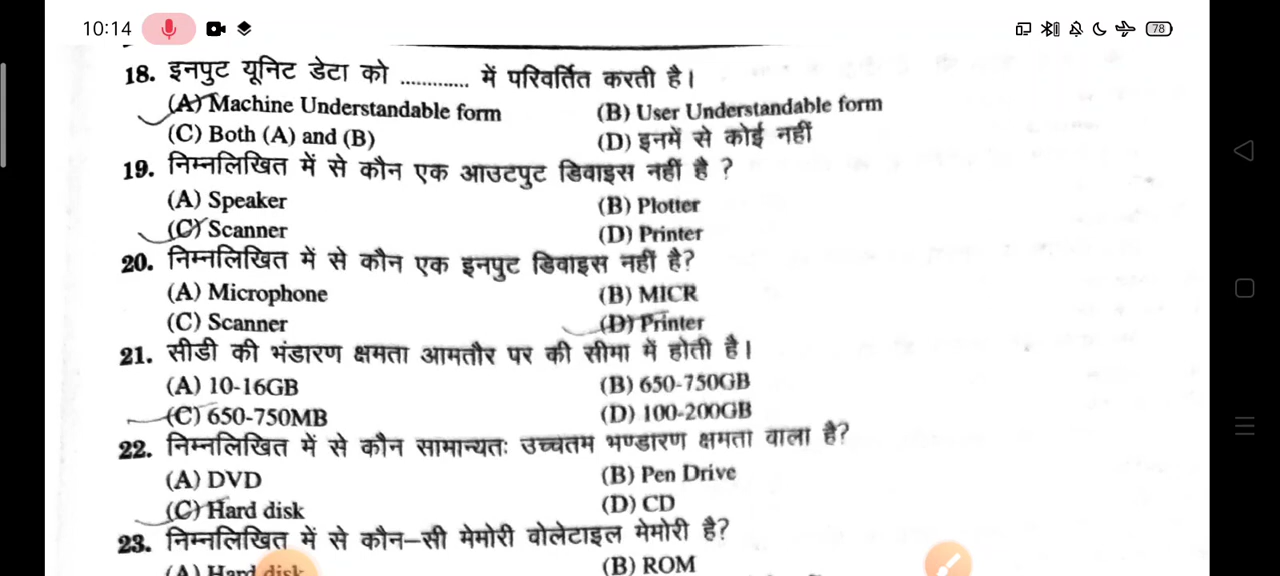 10:14
78
18. इनपुट यूनिट डेटा को ............. में परिवर्तित करती है।
(A) Machine Understandable form (B) User Understandable form
(C) Both (A) and (B) (D) इनमें से कोई नहीं
19. निम्नलिखित में से कौन एक आउटपुट डिवाइस नहीं है ?
(A) Speaker (B) Plotter
(C) Scanner (D) Printer
20. निम्नलिखित में से कौन एक इनपुट डिवाइस नहीं है?
(A) Microphone (B) MICR
(C) Scanner (D) Printer
21. सीडी की भंडारण क्षमता आमतौर पर की सीमा में होती है।
(A) 10-16GB (B) 650-750GB
(C) 650-750MB (D) 100-200GB
22. निम्नलिखित में से कौन सामान्यतः उच्चतम भण्डारण क्षमता वाला है?
(A) DVD (B) Pen Drive
(C) Hard disk (D) CD
23. निम्नलिखित में से कौन-सी मेमोरी वोलेटाइल मेमोरी है?
(A) Hard disk (B) ROM